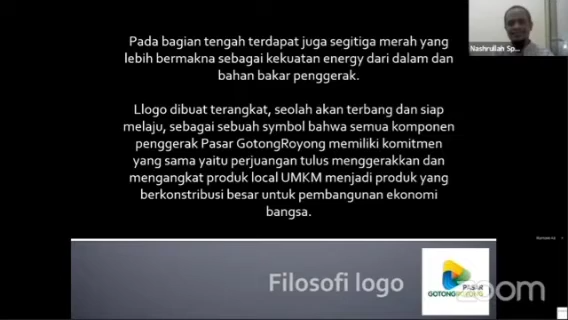 Pada bagian tengah terdapat juga segitiga merah yang
lebih bermakna sebagai kekuatan energy dari dalam dan
bahan bakar penggerak.
Llogo dibuat terangkat, seolah akan terbang dan siap
melaju, sebagai sebuah symbol bahwa semua komponen
penggerak Pasar GotongRoyong memiliki komitmen
yang sama yaitu perjuangan tulus menggerakkan dan
mengangkat produk local UMKM menjadi produk yang
berkonstribusi besar untuk pembangunan ekonomi
bangsa.
Nashrullah Sp...
Filosofi logo
PASAR
GOTONGROYONG
zoom